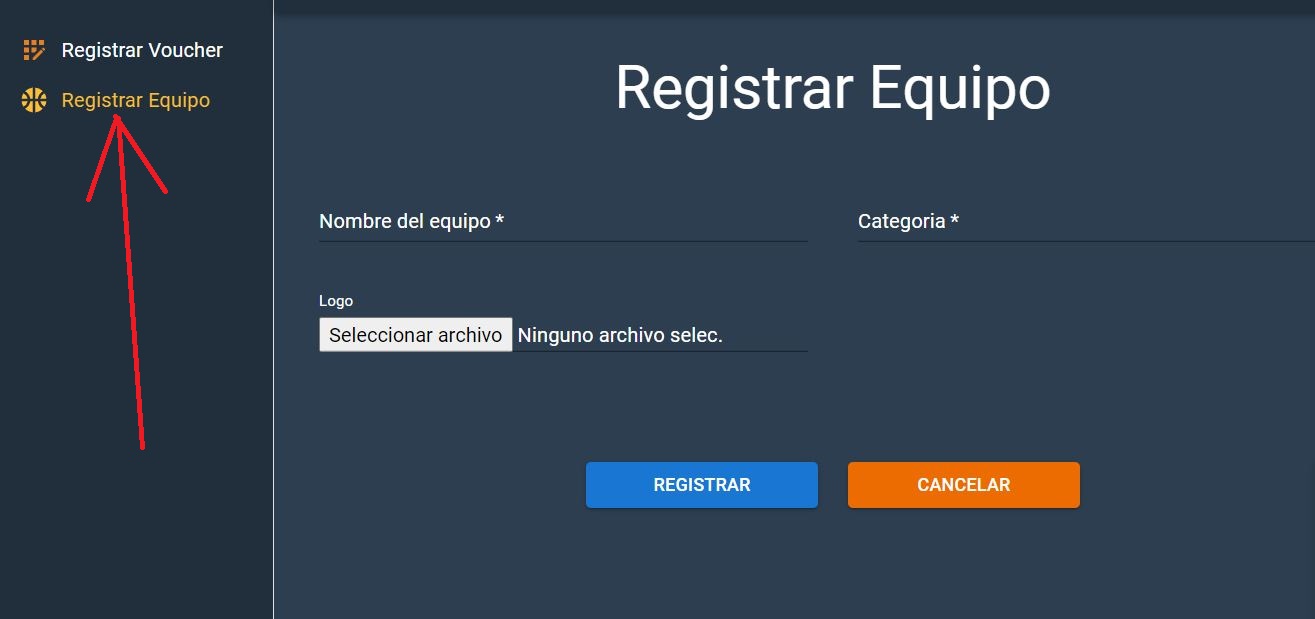 Registrar Voucher
Registrar Equipo
Registrar Equipo
Nombre del equipo *
Categoria *
Logo
Seleccionar archivo Ninguno archivo selec.
REGISTRAR
CANCELAR